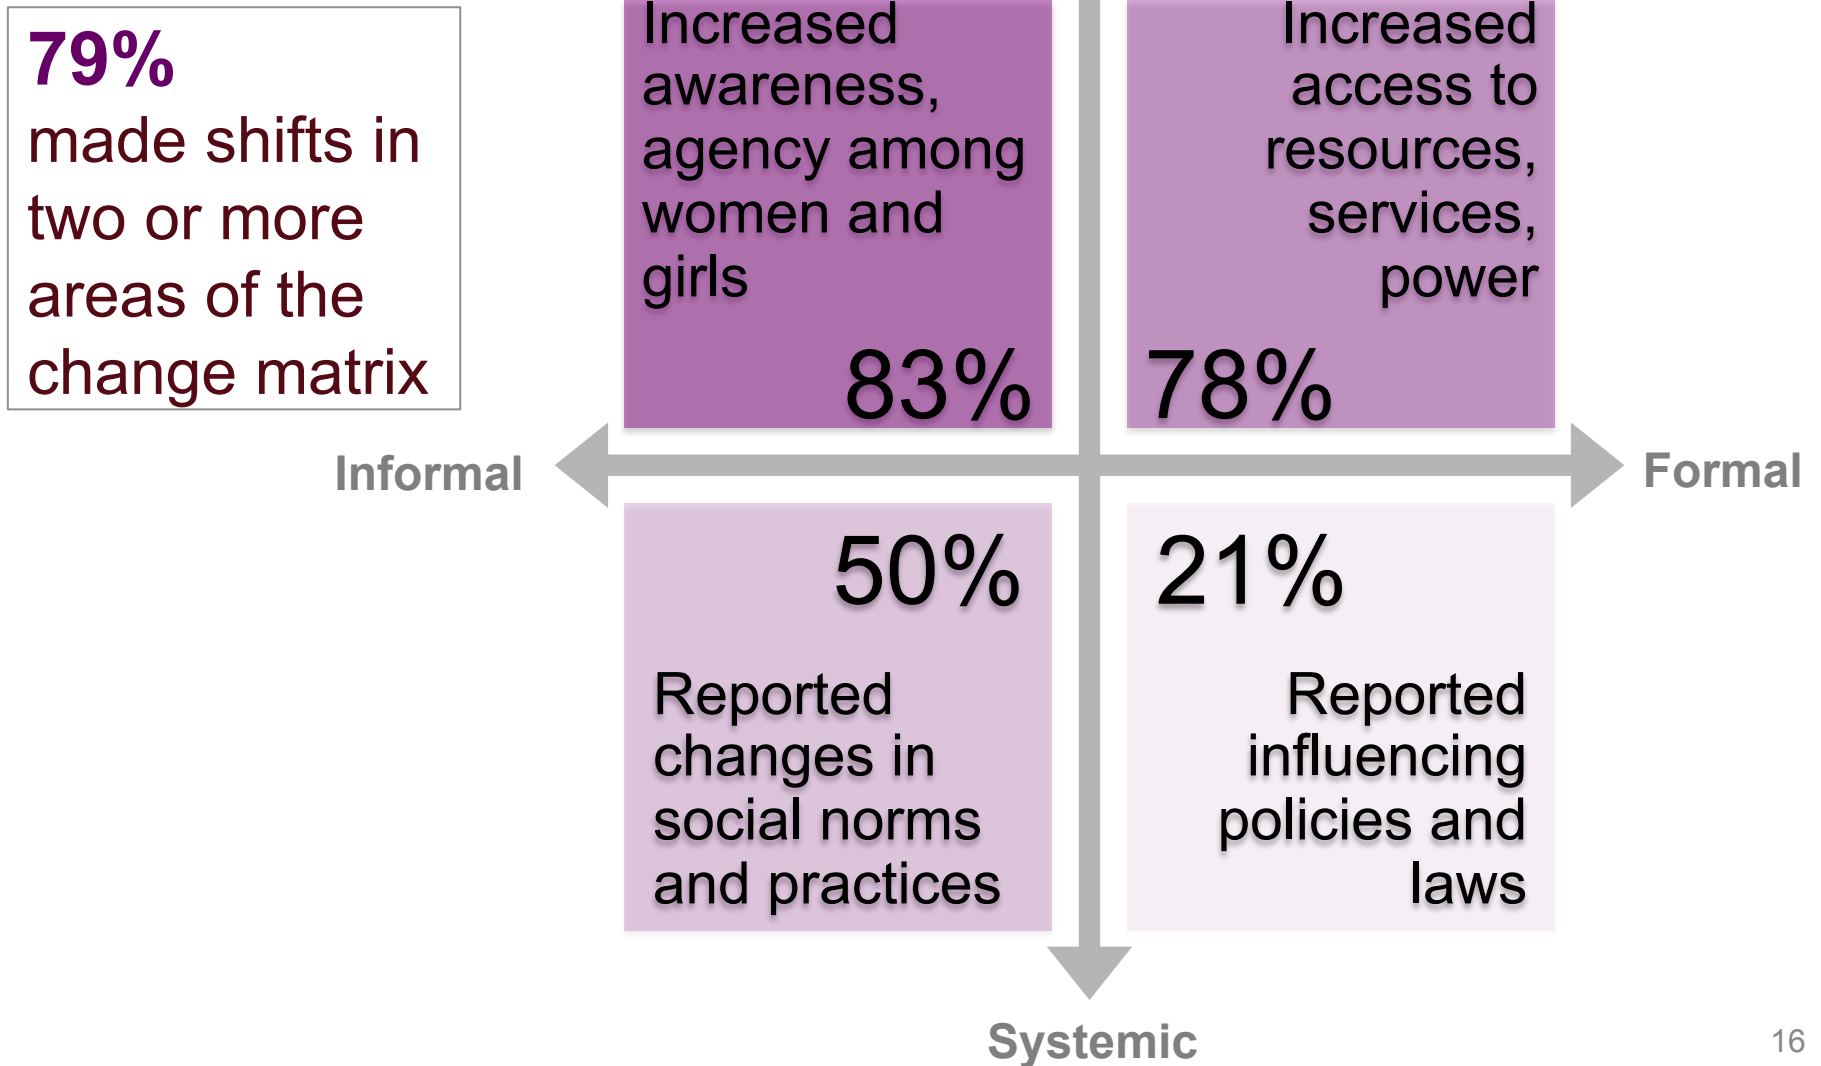 79%
made shifts in
two or more
areas of the
change matrix
Increased
awareness,
agency among
women and
girls
83%
Increased
access to
resources,
services,
power
78%
Informal
Formal
50%
Reported
changes in
social norms
and practices
21%
Reported
influencing
policies and
laws
Systemic
16